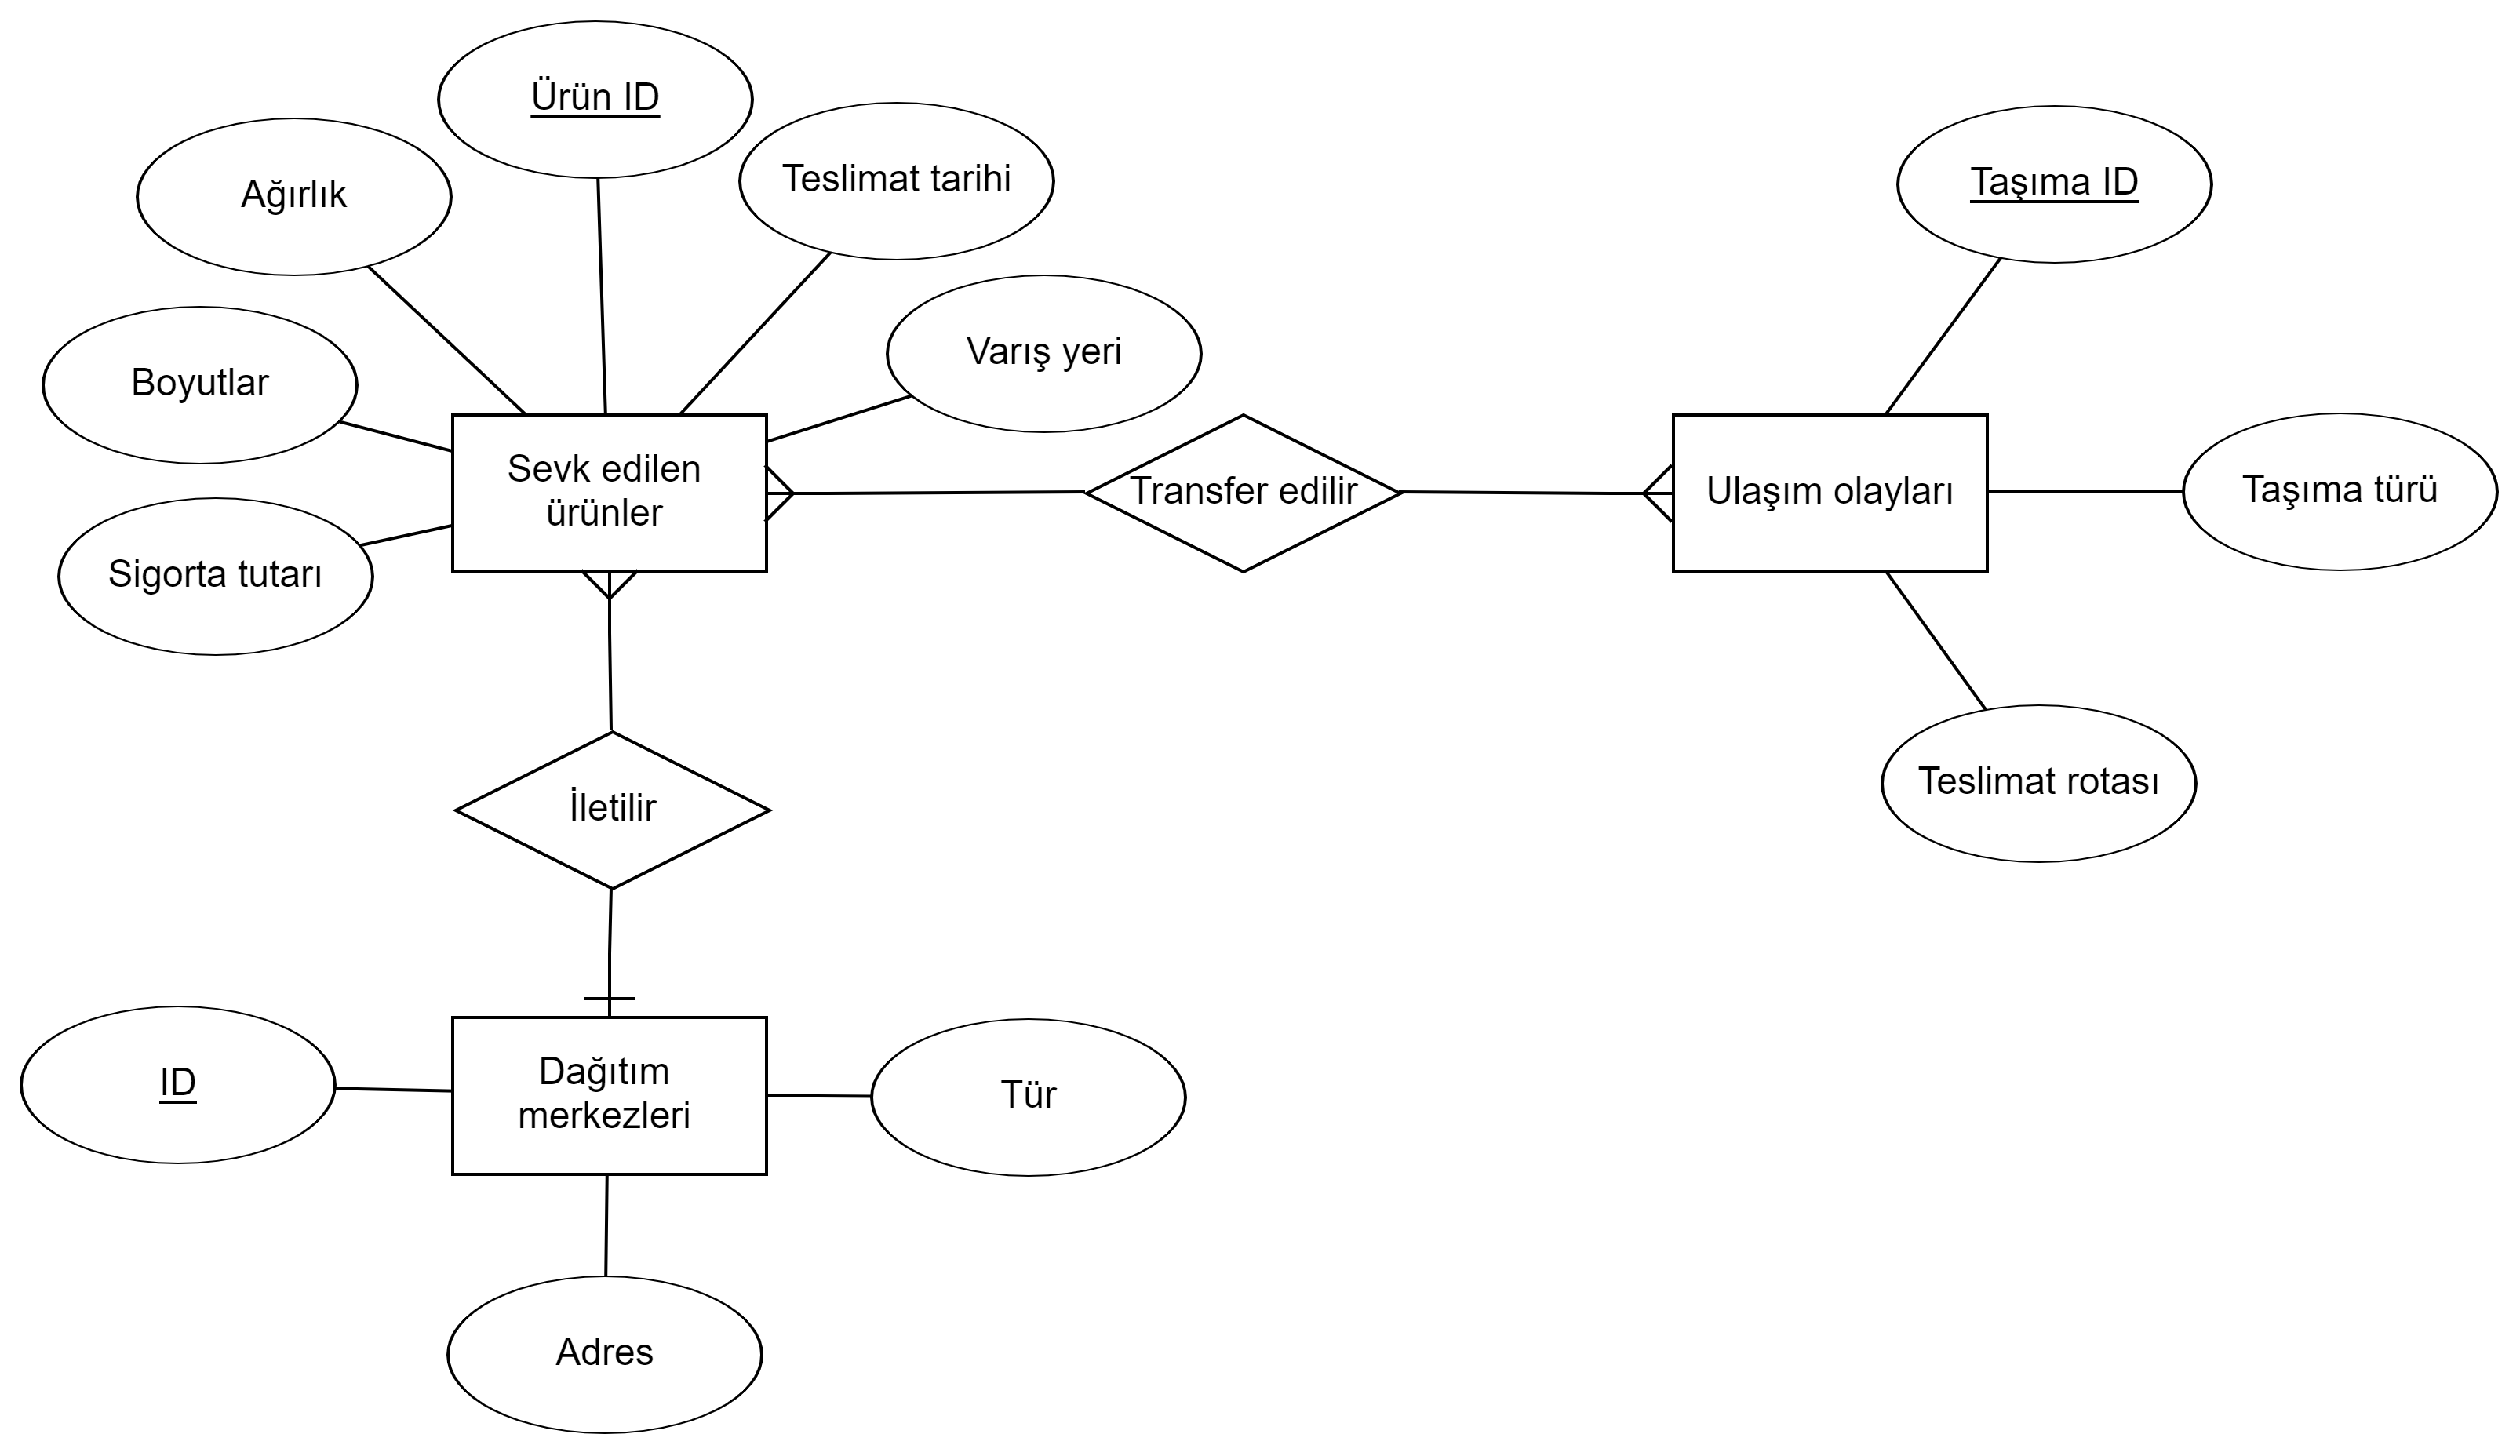 Ürün ID
Teslimat tarihi
Ağırlık
Taşıma ID
Varış yeri
Boyutlar
Sevk edilen
ürünler
Transfer edilir
Ulaşım olayları
Taşıma türü
Sigorta tutarı
Teslimat rotası
İletilir
ID
Dağıtım
merkezleri
Tür
Adres